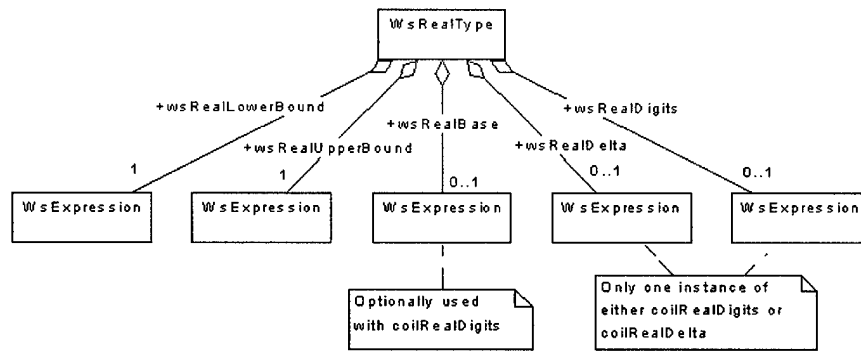 WsRealType
+wsRealLowerBound
+wsRealUpperBound
+wsRealBase
+wsRealDelta
+wsRealDigits
1
1
0..1
0..1
0..1
WsExpression
WsExpression
WsExpression
WsExpression
WsExpression
Optionally used
with coilRealDigits
Only one instance of
either coilRealDigits or
coilRealDelta